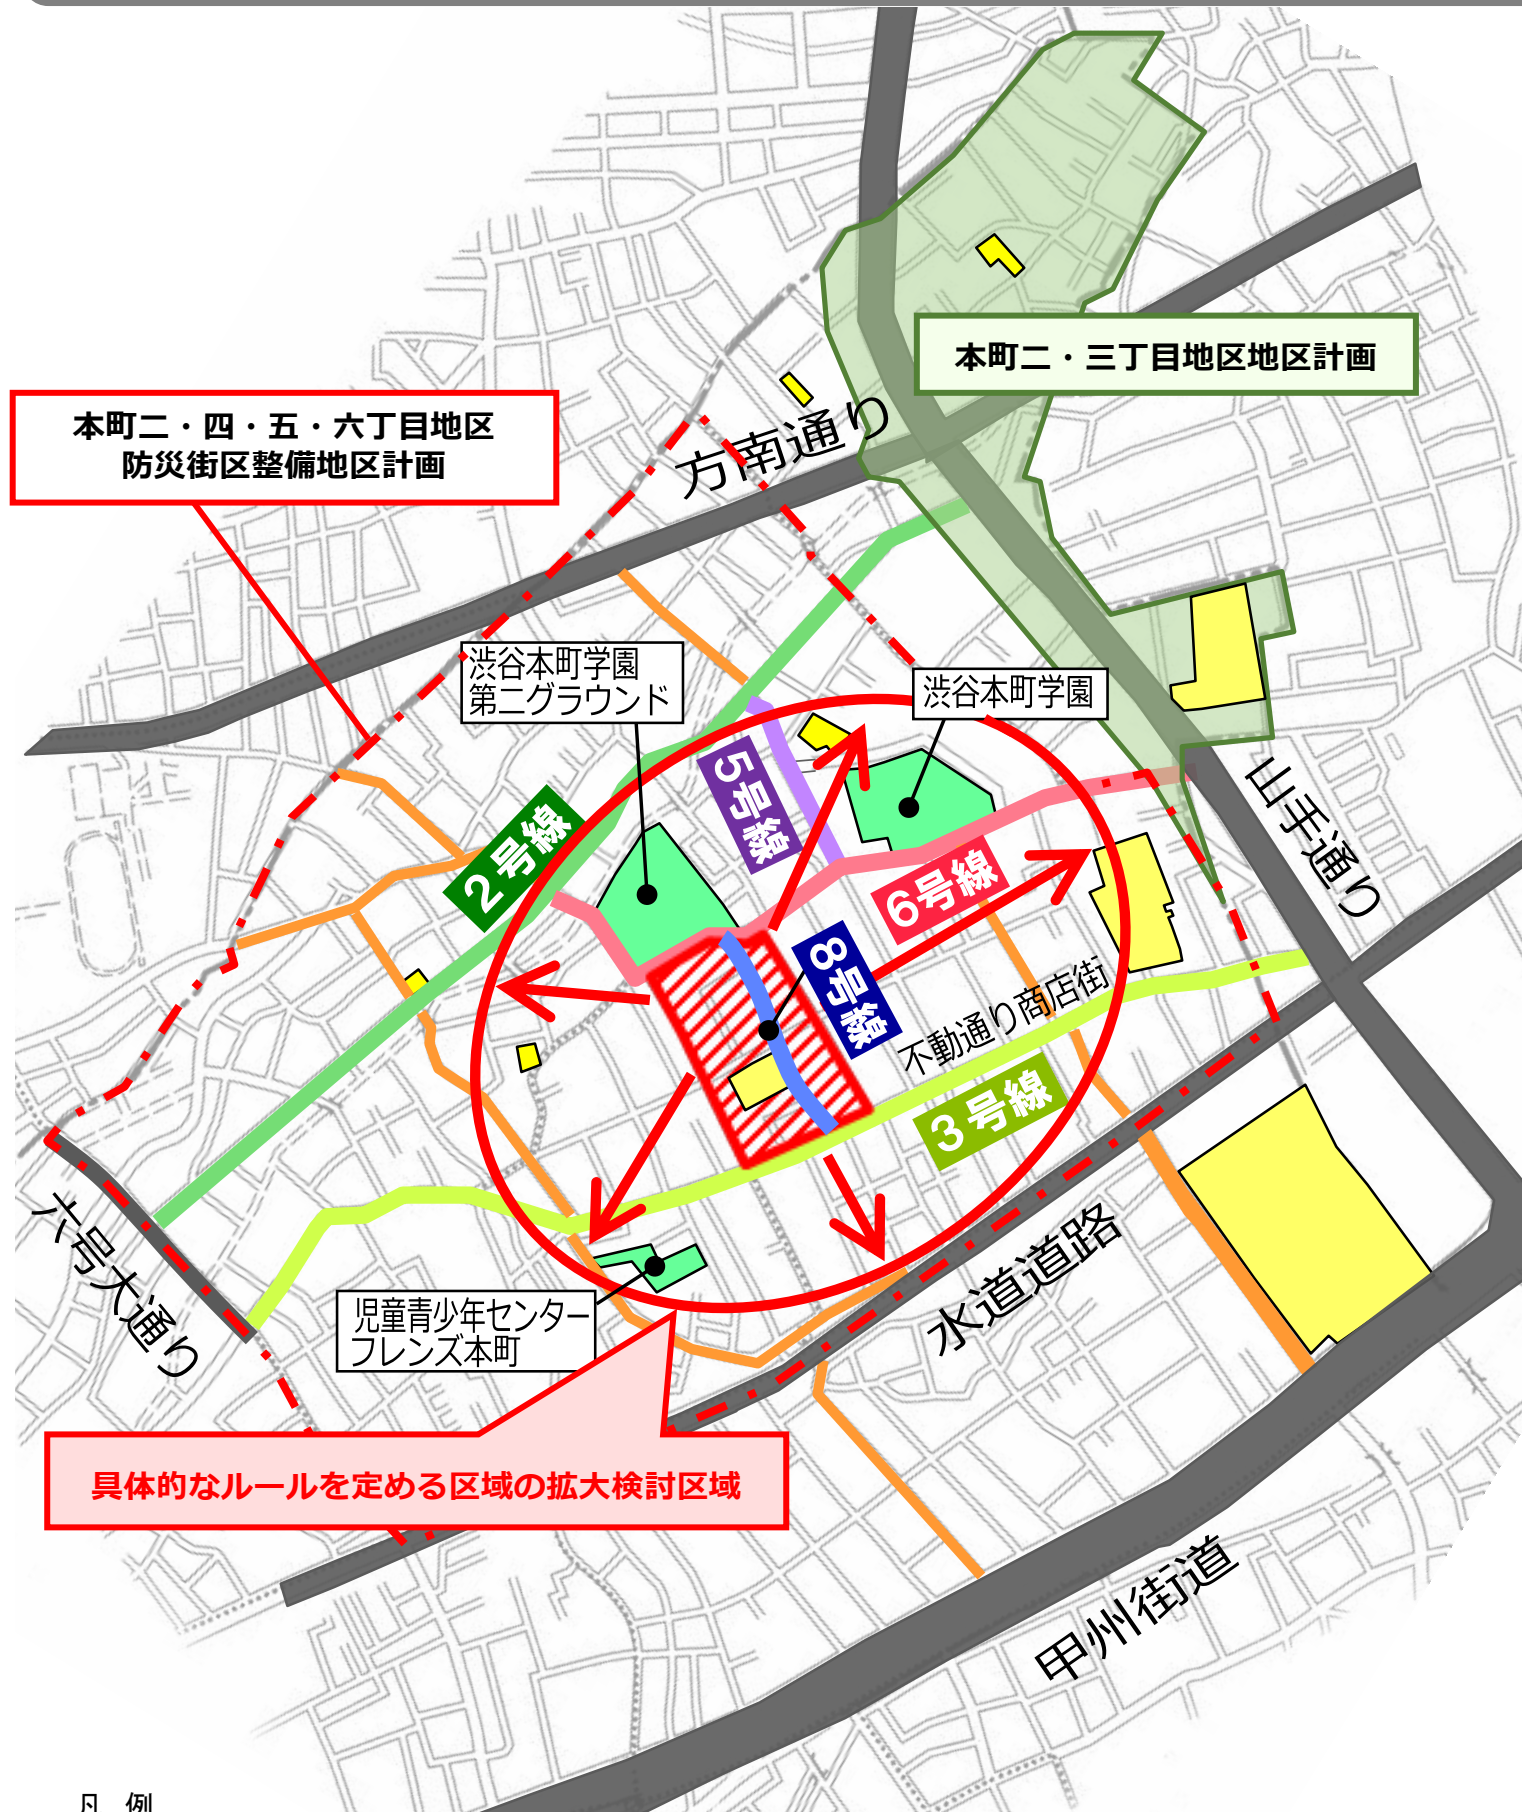 本町二・三丁目地区地区計画
本町二・四・五・六丁目地区
防災街区整備地区計画
方南通り
渋谷本町学園
第二グラウンド
渋谷本町学園
5号線
2号線
山手通り
6号線
8号線
不動通り商店街
3号線
六号大通り
水道道路
児童青少年センター
フレンズ本町
具体的なルールを定める区域の拡大検討区域
甲州街道
凡 例